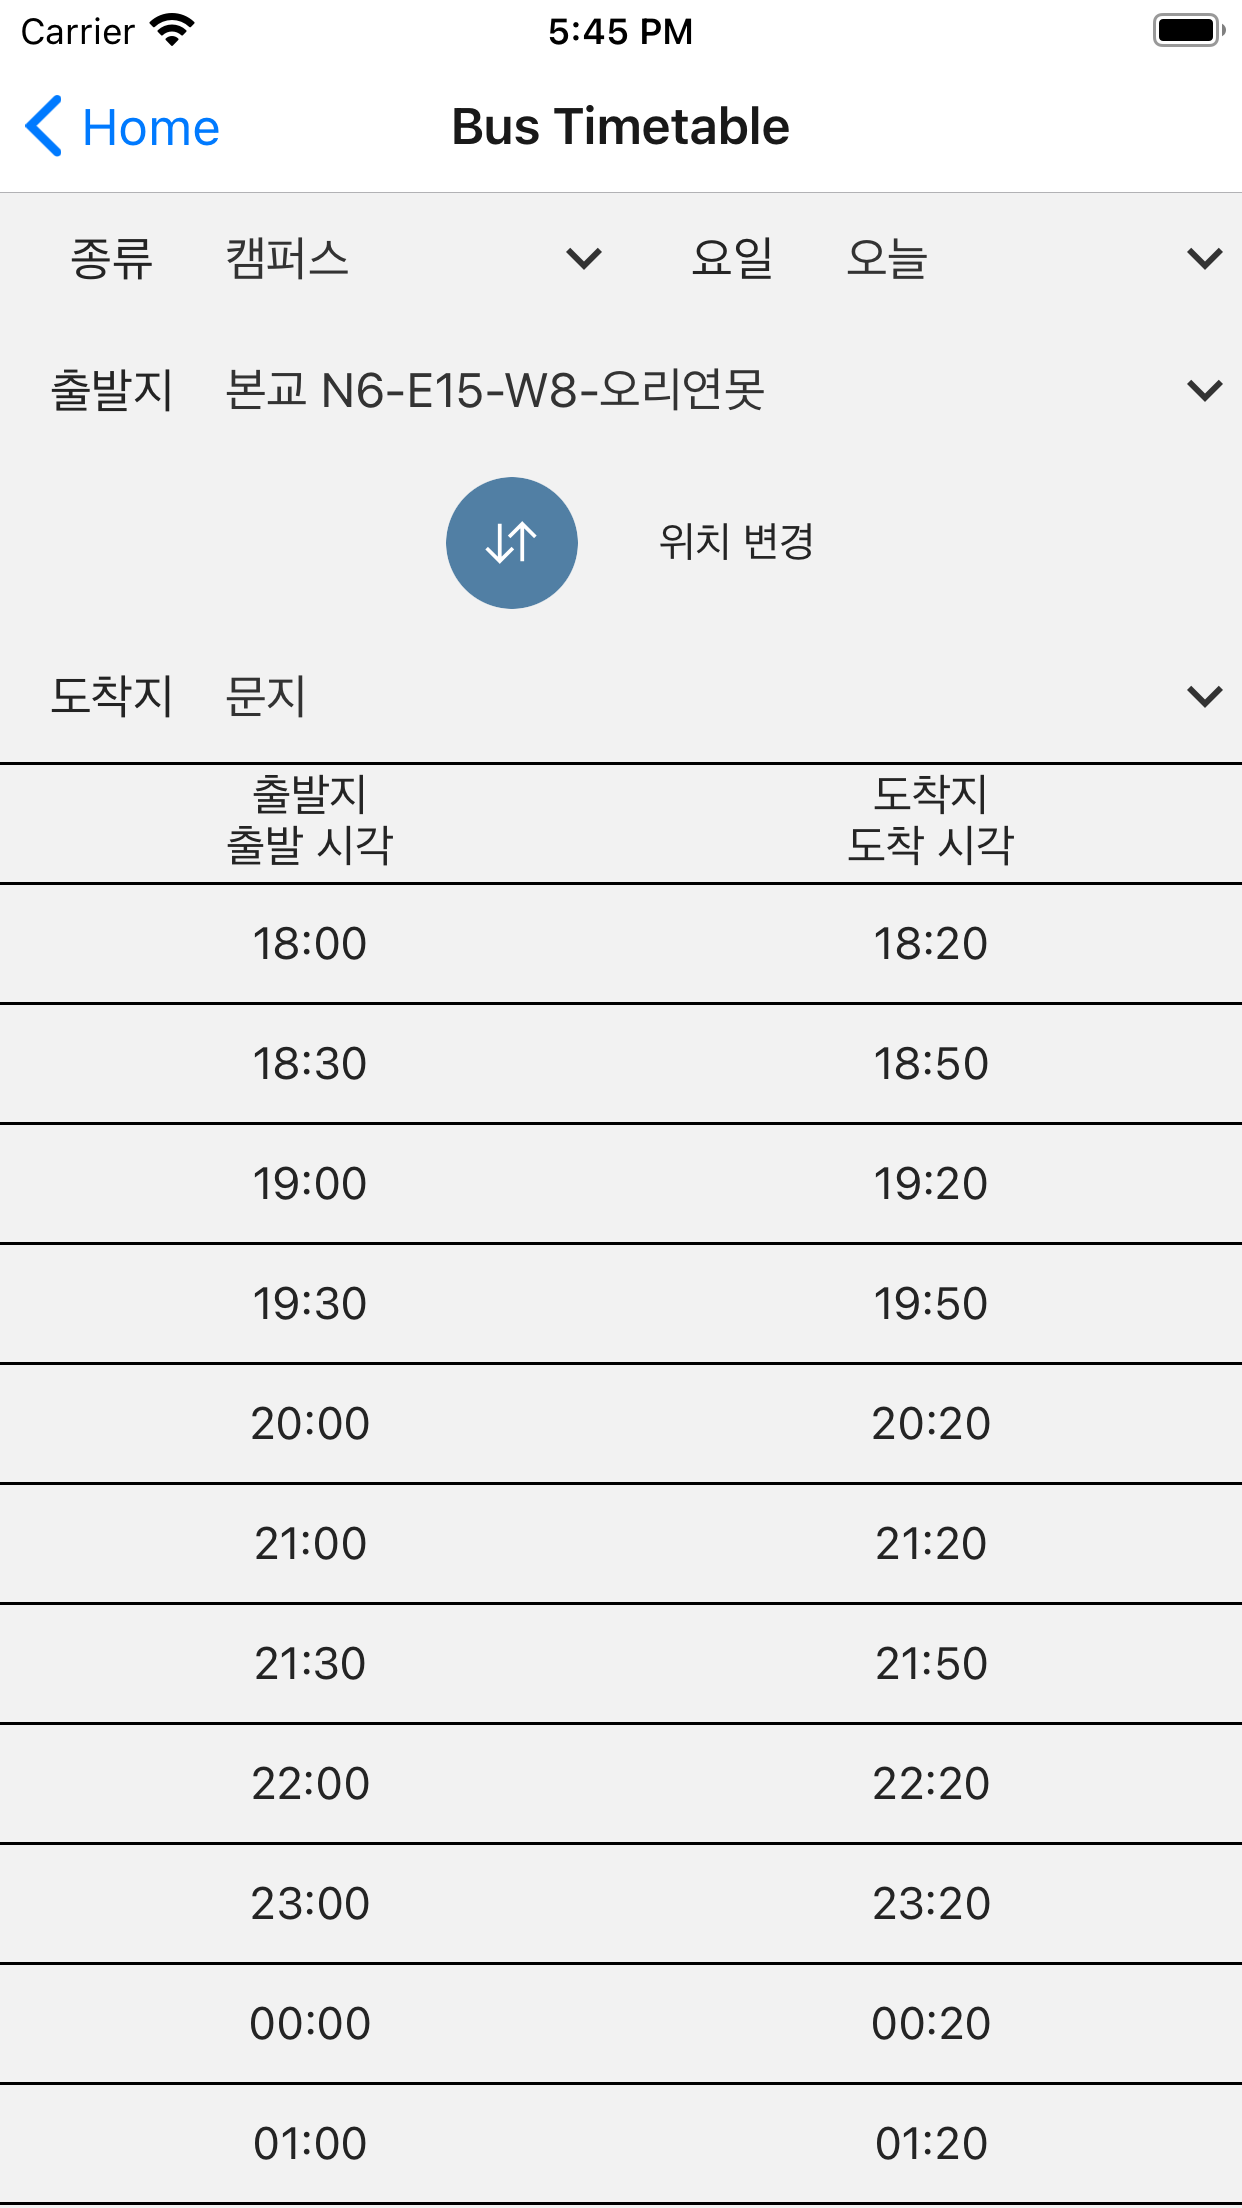 Carrier 5:45 PM
Home Bus Timetable
종류 캠퍼스 요일 오늘
출발지 본교 N6-E15-W8-오리연못
위치 변경
도착지 문지
출발지 도착지
출발 시각 도착 시각
18:00 18:20
18:30 18:50
19:00 19:20
19:30 19:50
20:00 20:20
21:00 21:20
21:30 21:50
22:00 22:20
23:00 23:20
00:00 00:20
01:00 01:20